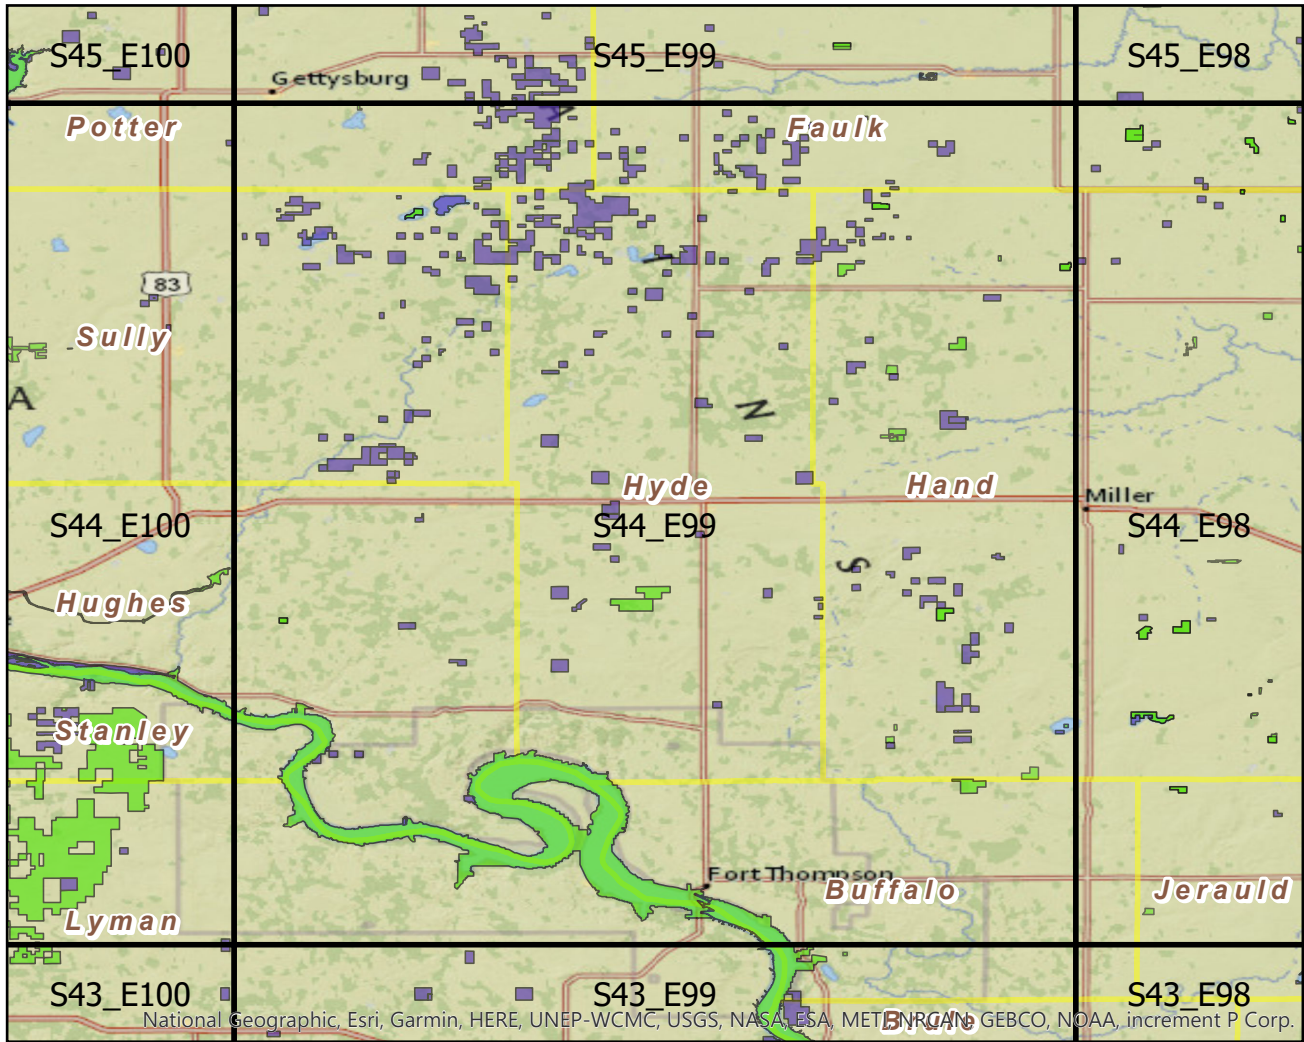 S45_E100
S45_E99
S45_E98
Gettysburg
Potter
Faulk
83
Sully
A
N
Hyde
Hand
Miller
S44_E100
S44_E99
S44_E98
S
Hughes
Stanley
Fort Thompson
Buffalo
Jerauld
Lyman
S43_E100
S43_E99
S43_E98
Brule
National Geographic, Esri, Garmin, HERE, UNEP-WCMC, USGS, NASA, ESA, METI, NRCAN, GEBCO, NOAA, increment P Corp.